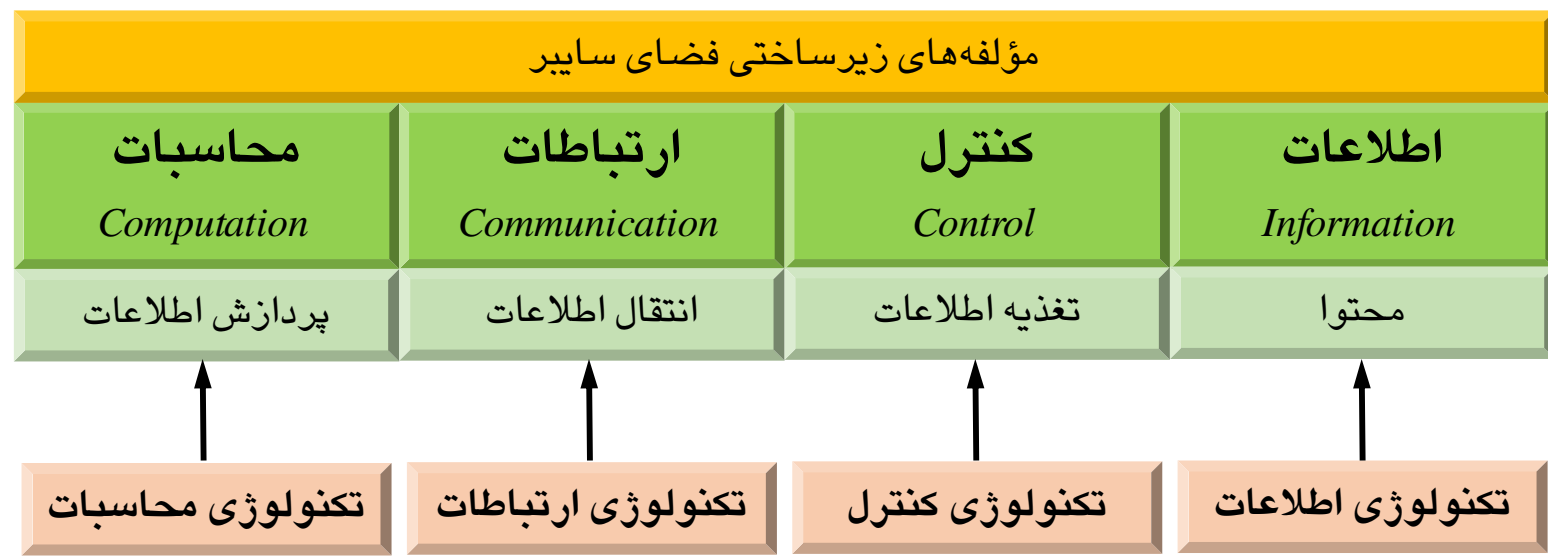 مؤلفه‌های زیرساختی فضای سایبر
اطلاعات
Information
کنترل
Control
ارتباطات
Communication
محاسبات
Computation
محتوا
تغذیه اطلاعات
انتقال اطلاعات
پردازش اطلاعات
تکنولوژی اطلاعات
تکنولوژی کنترل
تکنولوژی ارتباطات
تکنولوژی محاسبات